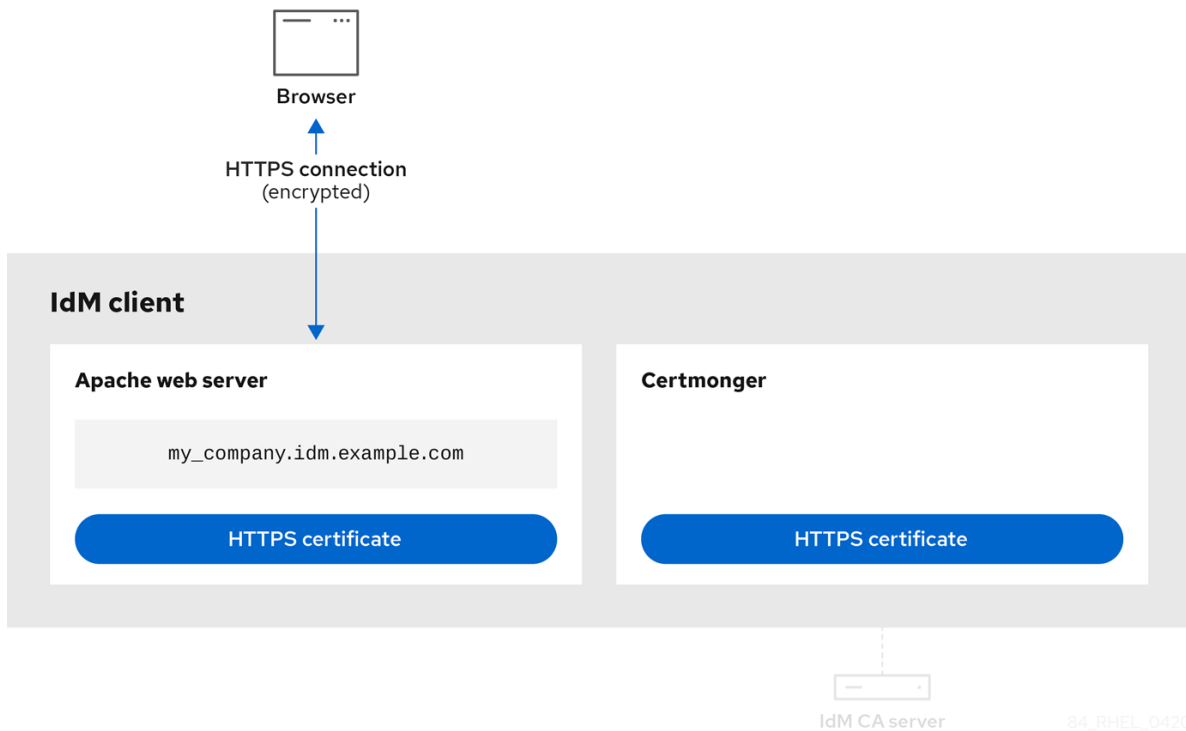 Browser
HTTPS connection
(encrypted)
IdM client
Apache web server
my_company.idm.example.com
HTTPS certificate
Certmonger
HTTPS certificate
IdM CA server
84_RHEL_0420